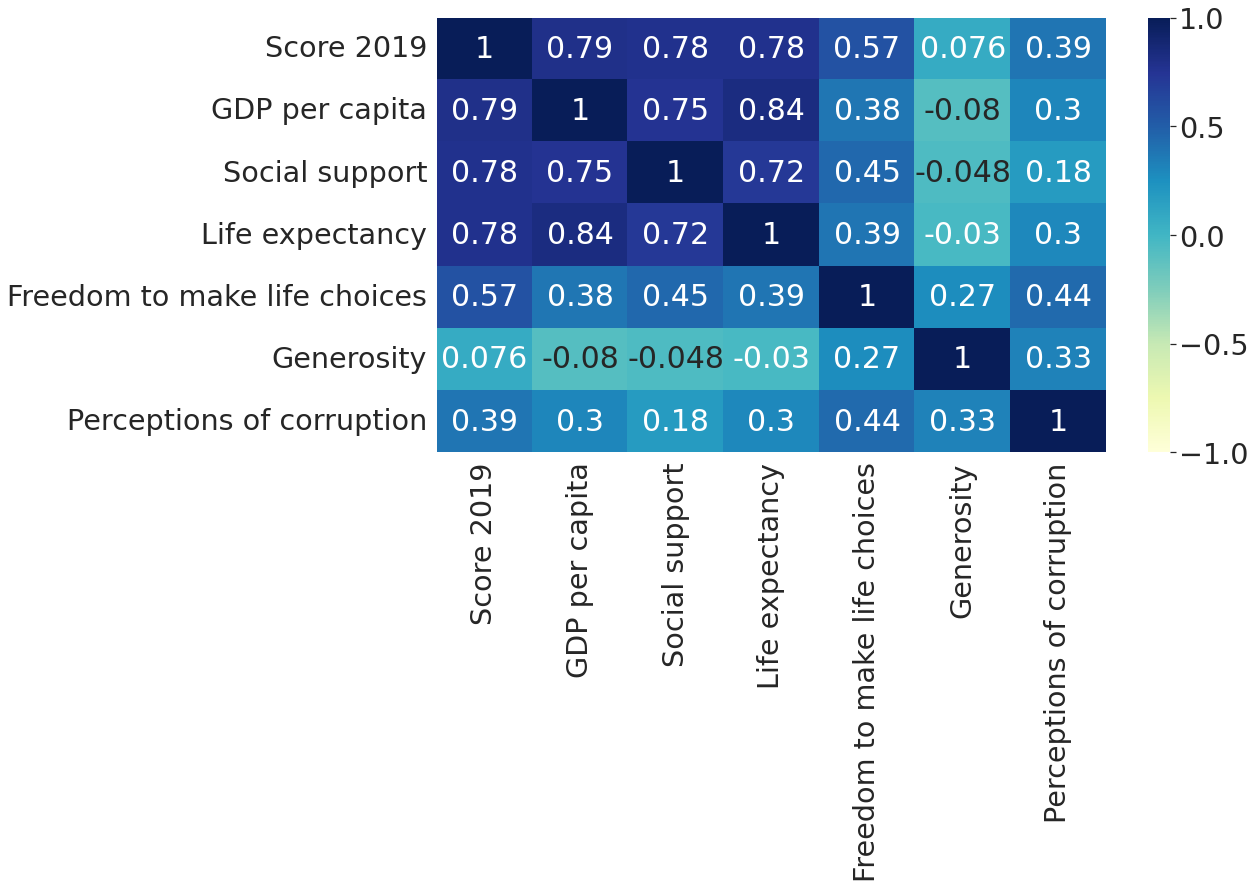 Score 2019 1 0.79 0.78 0.78 0.57 0.076 0.39
GDP per capita 0.79 1 0.75 0.84 0.38 -0.08 0.3
Social support 0.78 0.75 1 0.72 0.45 -0.048 0.18
Life expectancy 0.78 0.84 0.72 1 0.39 -0.03 0.3
Freedom to make life choices 0.57 0.38 0.45 0.39 1 0.27 0.44
Generosity 0.076 -0.08 -0.048 -0.03 0.27 1 0.33
Perceptions of corruption 0.39 0.3 0.18 0.3 0.44 0.33 1
Score 2019
GDP per capita
Social support
Life expectancy
Freedom to make life choices
Generosity
Perceptions of corruption
1.0
0.5
0.0
−0.5
−1.0